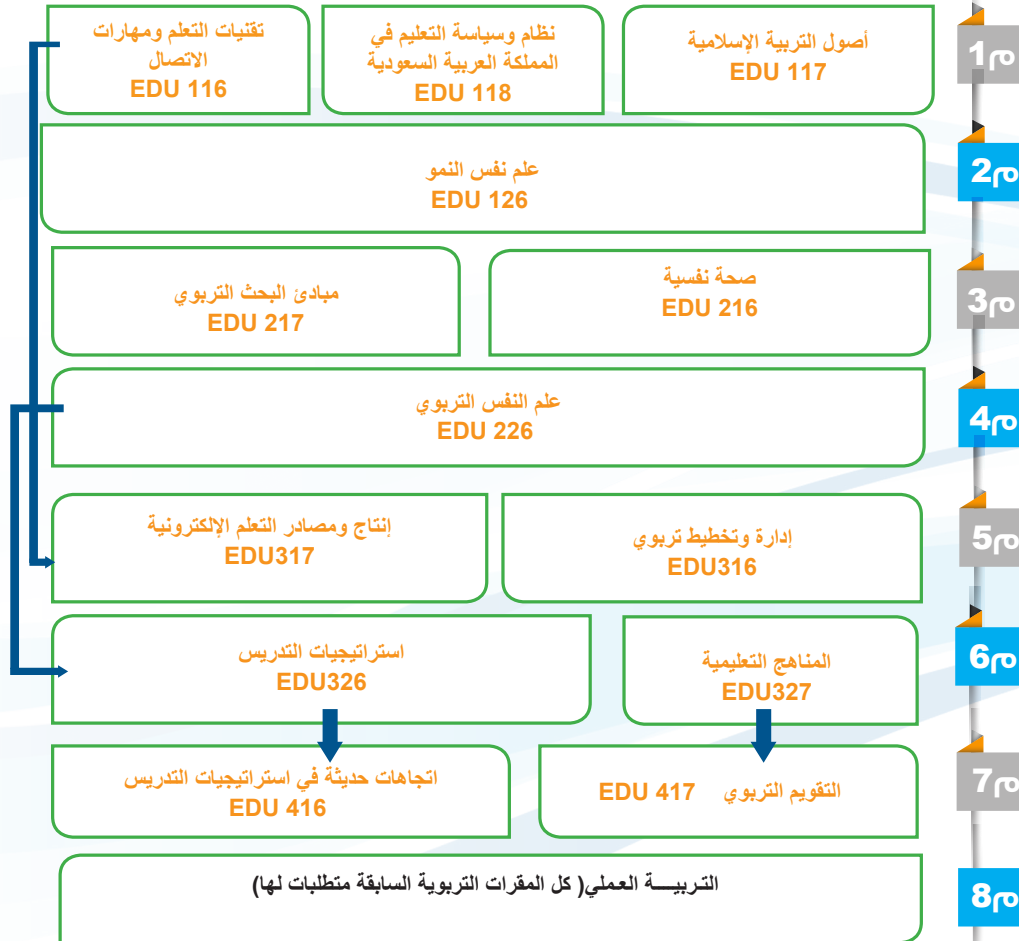 م1
أصول التربية الإسلامية
EDU 117
نظام وسياسة التعليم في
المملكة العربية السعودية
EDU 118
تقنيات التعلم ومهارات
الاتصال
EDU 116
م2
علم نفس النمو
EDU 126
م3
صحة نفسية
EDU 216
مبادئ البحث التربوي
EDU 217
م4
علم النفس التربوي
EDU 226
م5
إدارة وتخطيط تربوي
EDU316
إنتاج ومصادر التعلم الإلكترونية
EDU317
م6
المناهج التعليمية
EDU327
استراتيجيات التدريس
EDU326
م7
التقويم التربوي EDU 417
اتجاهات حديثة في استراتيجيات التدريس
EDU 416
م8
التربيــــة العملي( كل المقرات التربوية السابقة متطلبات لها)